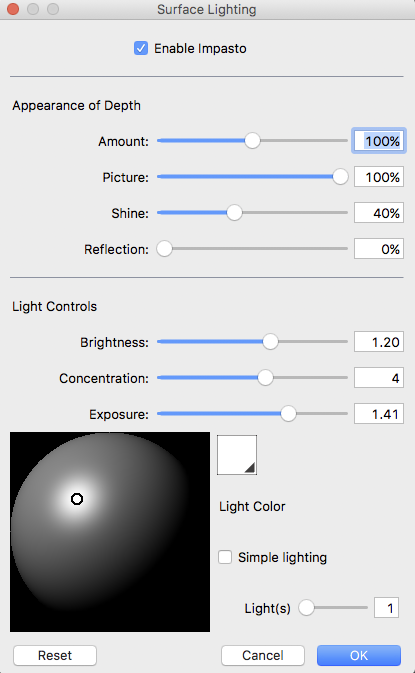 Surface Lighting
Enable Impasto
Appearance of Depth
Amount: 100%
Picture: 100%
Shine: 40%
Reflection: 0%
Light Controls
Brightness: 1.20
Concentration: 4
Exposure: 1.41
Light Color
Simple lighting
Light(s) 1
Reset Cancel OK